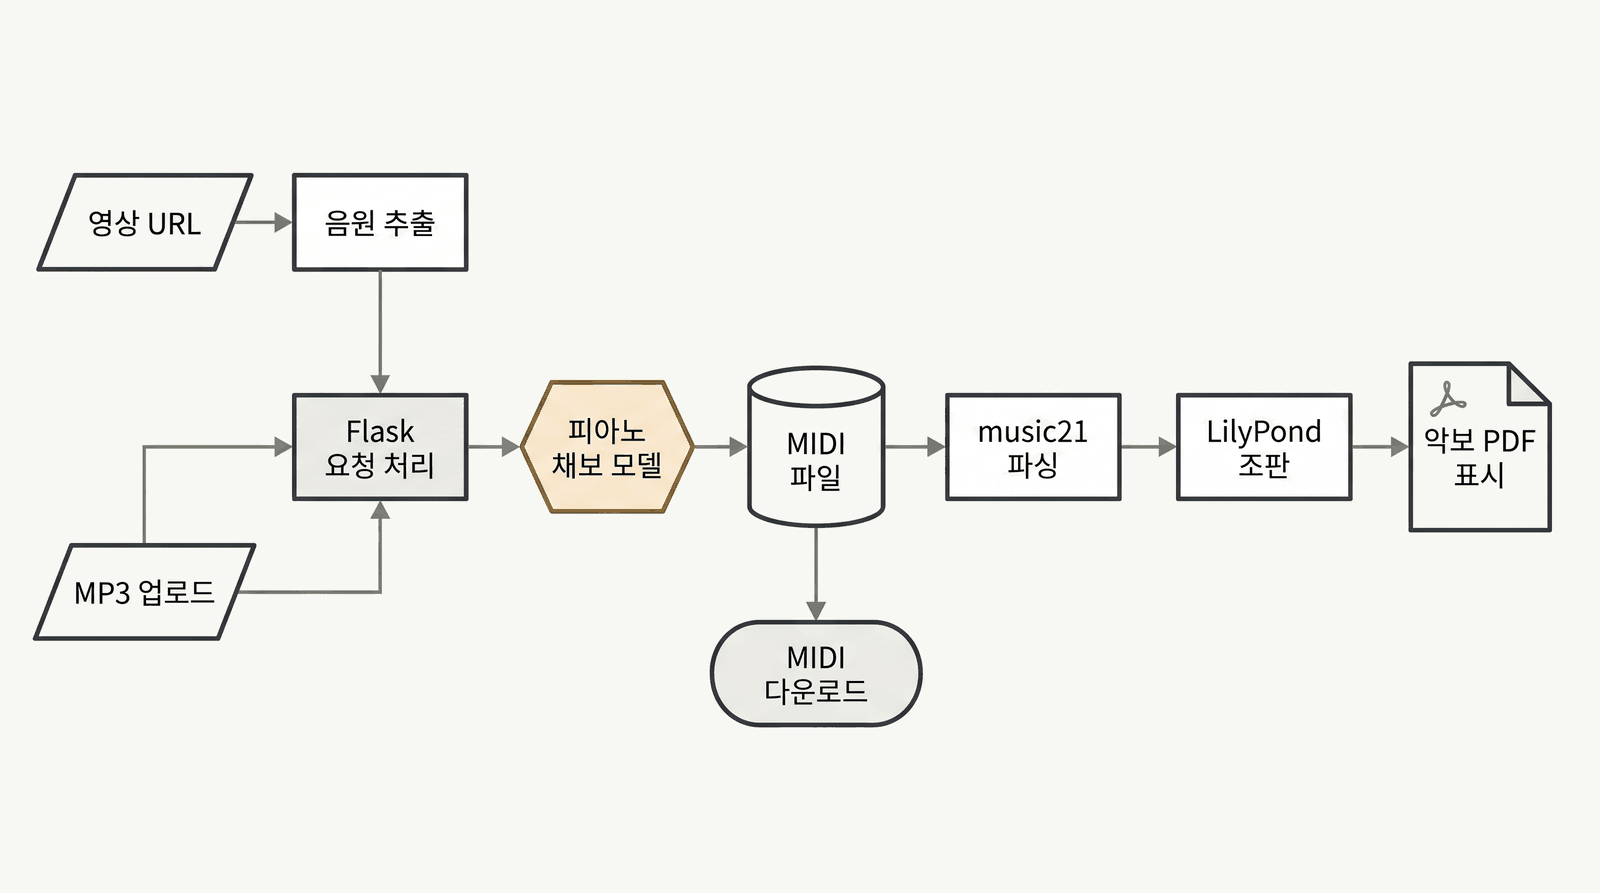 영상 URL
음원 추출
Flask
요청 처리
피아노
채보 모델
MIDI
파일
music21
파싱
LilyPond
조판
악보 PDF
표시
MP3 업로드
MIDI
다운로드